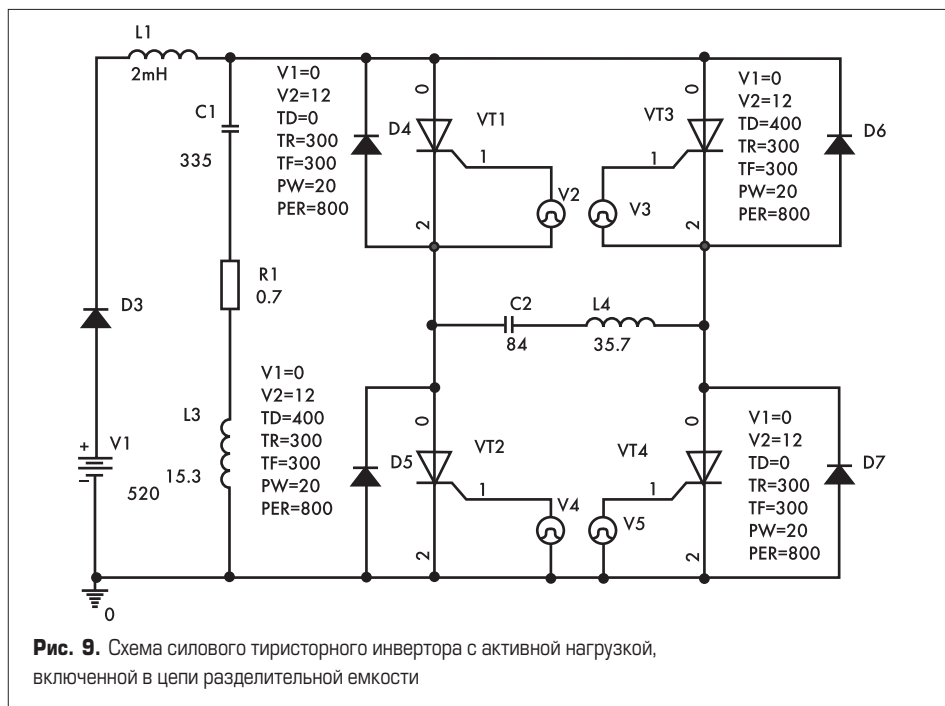 L1
2mH
C1
335
V1=0
V2=12
TD=0
TR=300
TF=300
PW=20
PER=800
D4
0
VT1
1
2
V2
VT3
0
1
2
V3
V1=0
V2=12
TD=400
TR=300
TF=300
PW=20
PER=800
D6
D3
R1
0.7
C2
84
L4
35.7
V1=0
V2=12
TD=400
TR=300
TF=300
PW=20
PER=800
L3
15.3
+
V1
−
520
D5
0
VT2
1
2
V4
VT4
0
1
2
V5
V1=0
V2=12
TD=0
TR=300
TF=300
PW=20
PER=800
D7
0
Рис. 9. Схема силового тиристорного инвертора с активной нагрузкой,
включенной в цепи разделительной емкости